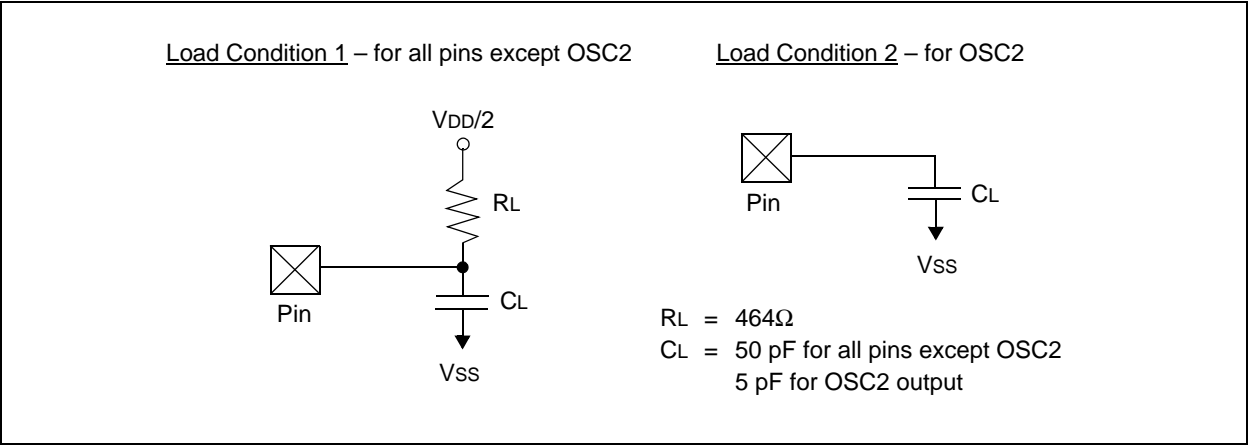 Load Condition 1 – for all pins except OSC2
Load Condition 2 – for OSC2
VDD/2
RL
Pin
CL
VSS
Pin
CL
VSS
RL = 464Ω
CL = 50 pF for all pins except OSC2
5 pF for OSC2 output